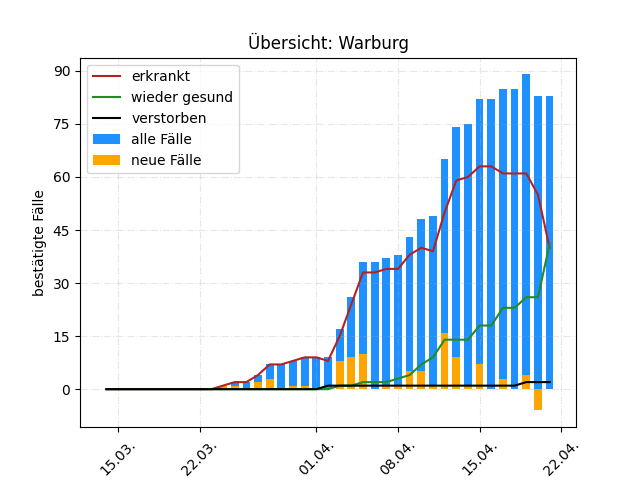 Übersicht: Warburg
erkrankt
wieder gesund
verstorben
alle Fälle
neue Fälle
bestätigte Fälle
90
75
60
45
30
15
0
15.03.
22.03.
01.04.
08.04.
15.04.
22.04.